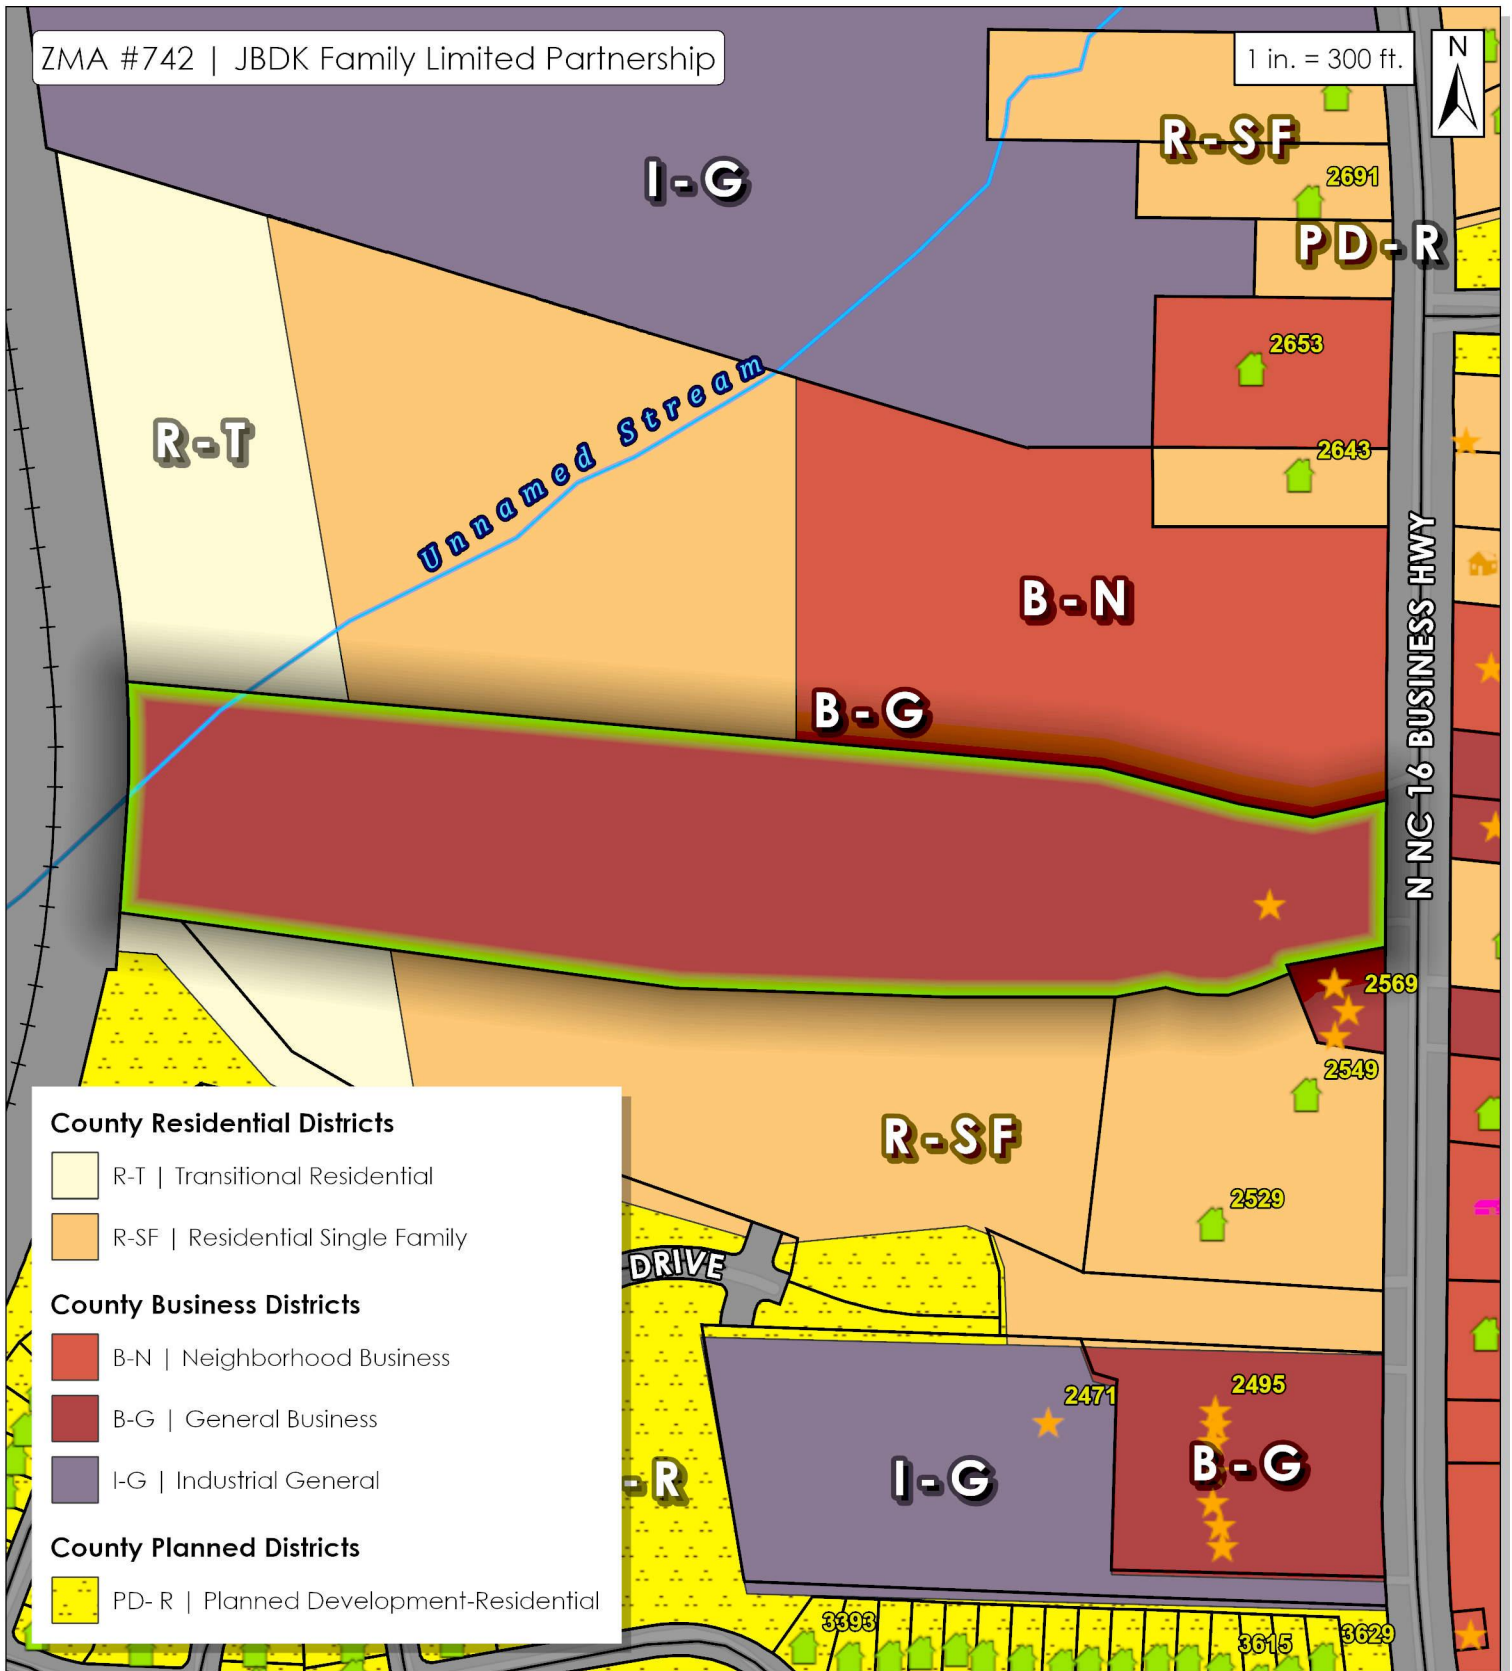 ZMA #742 | JBDK Family Limited Partnership
1 in. = 300 ft.
N
R-SF
I-G
2691
PD-R
2653
R-T
Unnamed Stream
2643
B-N
N NC 16 BUSINESS HWY
B-G
2569
2549
R-SF
2529
DRIVE
2471
2495
-R
I-G
B-G
3393
3615
3629
County Residential Districts
R-T | Transitional Residential
R-SF | Residential Single Family
County Business Districts
B-N | Neighborhood Business
B-G | General Business
I-G | Industrial General
County Planned Districts
PD- R | Planned Development-Residential